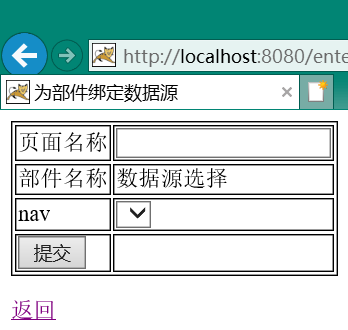 http://localhost:8080/ente
为部件绑定数据源
页面名称
部件名称 数据源选择
nav
提交
返回